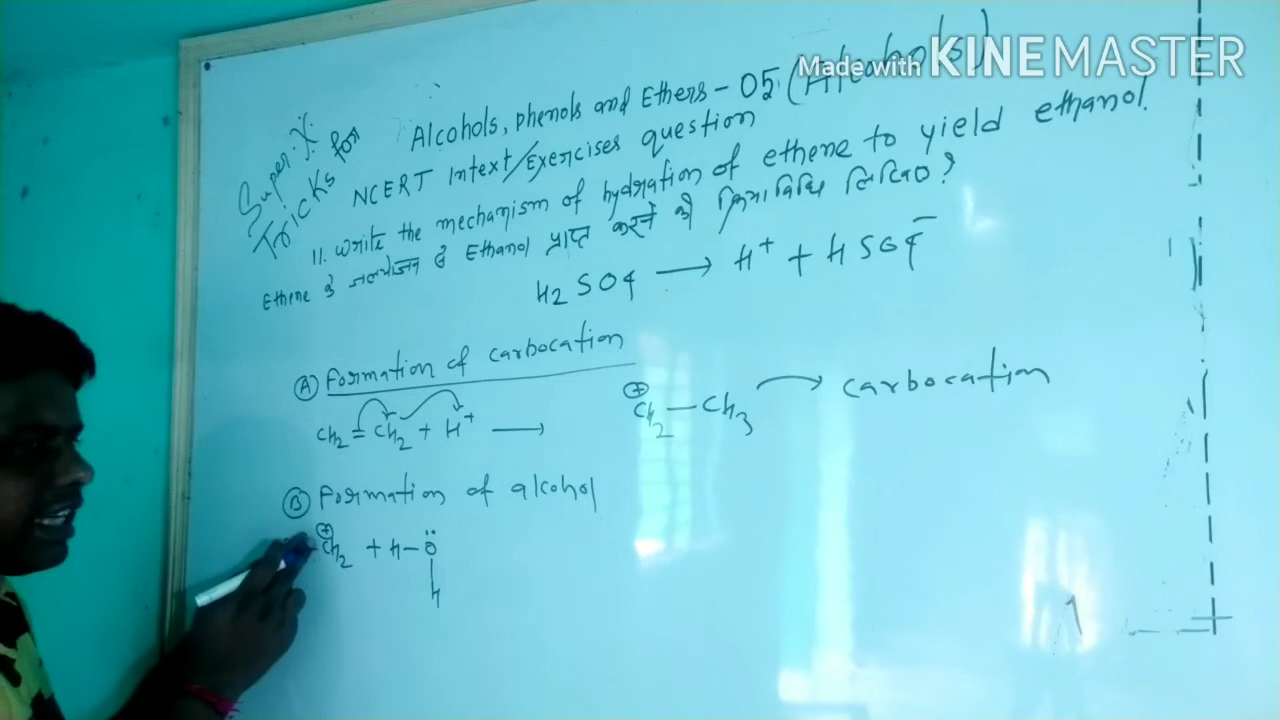 Made with KINEMASTER
Super-X
Tricks for
Alcohols, phenols and Ethers - 05 (Alcohols)
NCERT Intext/Exercises question
11. Write the mechanism of hydration of ethene to yield ethanol.
Ethene के जलयोजन से Ethanol प्राप्त करने की क्रियाविधि लिखिए?
H2SO4 → H+ + HSO4-
(A) Formation of carbocation
CH2=CH2 + H+ → ⊕CH2-CH3 → carbocation
(B) Formation of alcohol
⊕CH2 + H-Ö
H